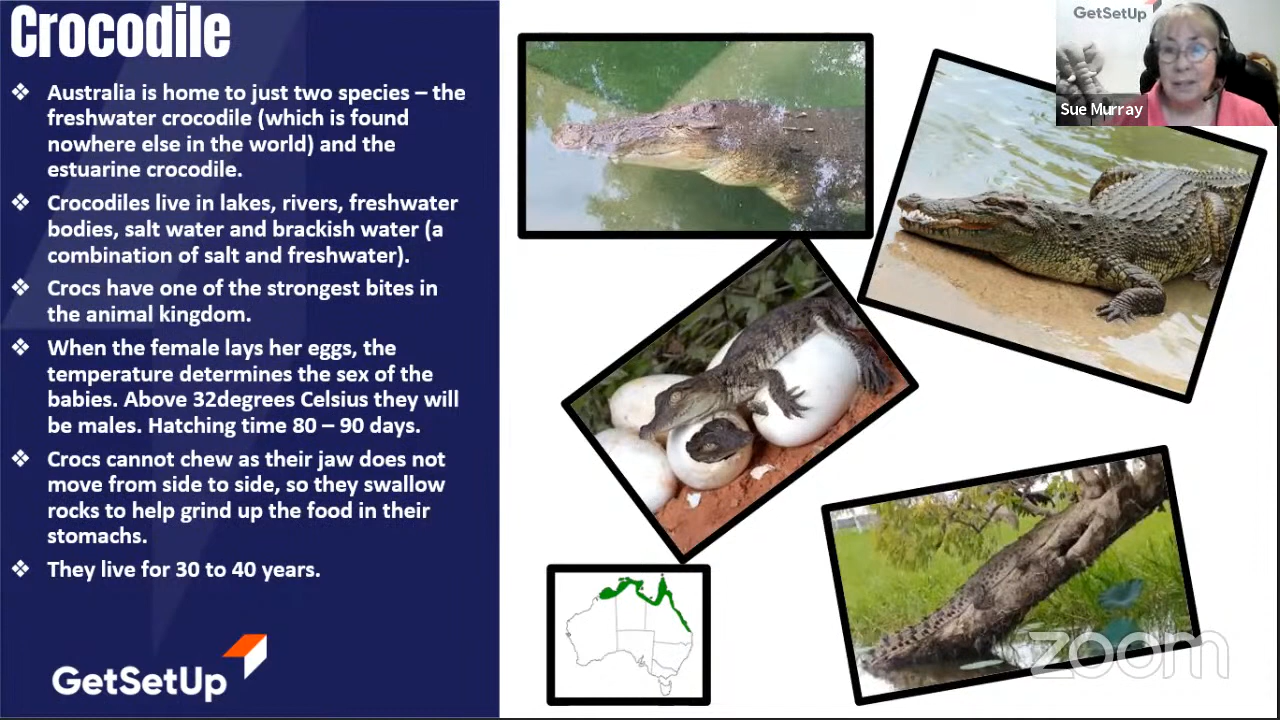 Crocodile
❖ Australia is home to just two species – the
freshwater crocodile (which is found
nowhere else in the world) and the
estuarine crocodile.
❖ Crocodiles live in lakes, rivers, freshwater
bodies, salt water and brackish water (a
combination of salt and freshwater).
❖ Crocs have one of the strongest bites in
the animal kingdom.
❖ When the female lays her eggs, the
temperature determines the sex of the
babies. Above 32degrees Celsius they will
be males. Hatching time 80 – 90 days.
❖ Crocs cannot chew as their jaw does not
move from side to side, so they swallow
rocks to help grind up the food in their
stomachs.
❖ They live for 30 to 40 years.
GetSetUp
GetSetUp
Sue Murray
zoom